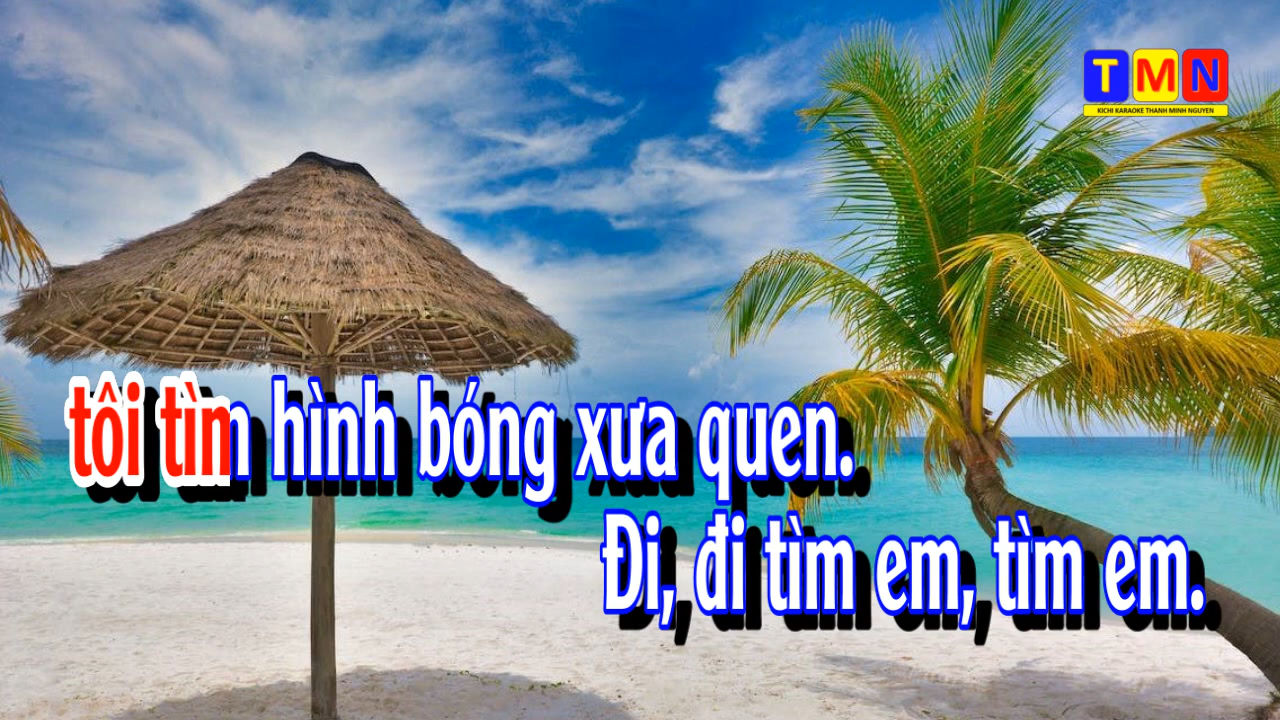 TMN
KICHI KARAOKE THANH MINH NGUYEN
tôi tìm hình bóng xưa quen.
Đi, đi tìm em, tìm em.